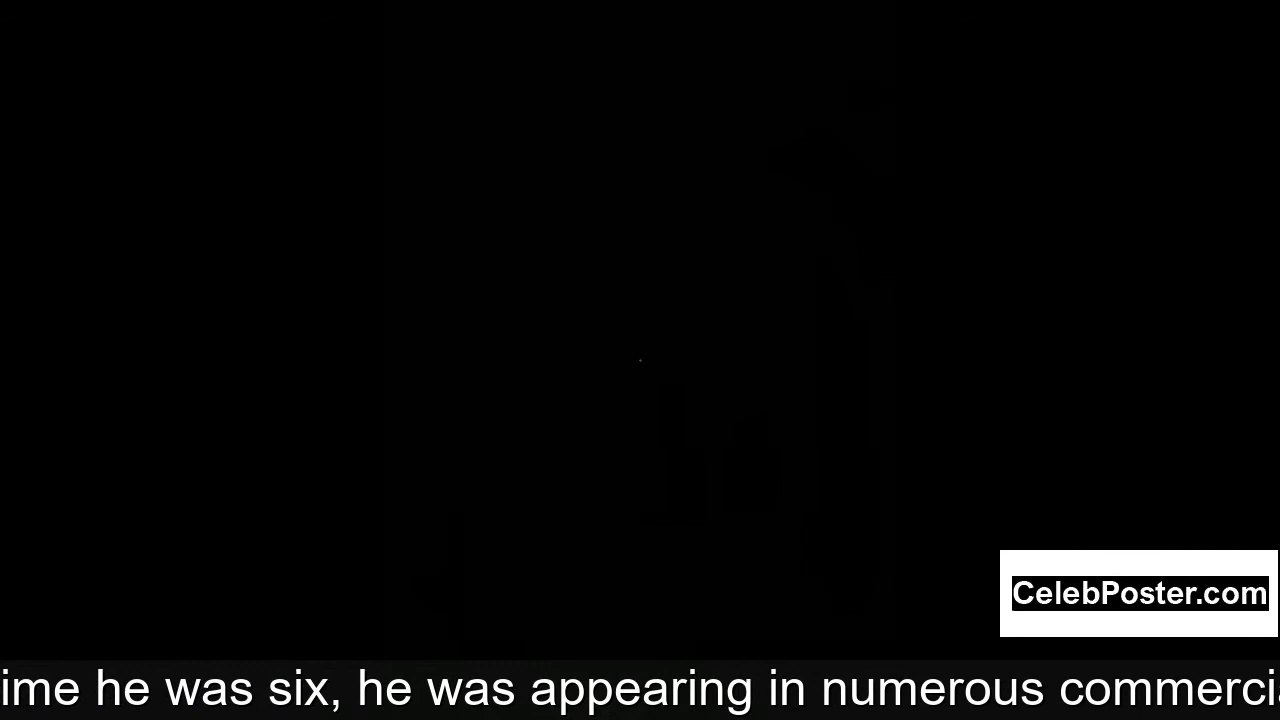 CelebPoster.com
ime he was six, he was appearing in numerous commerci